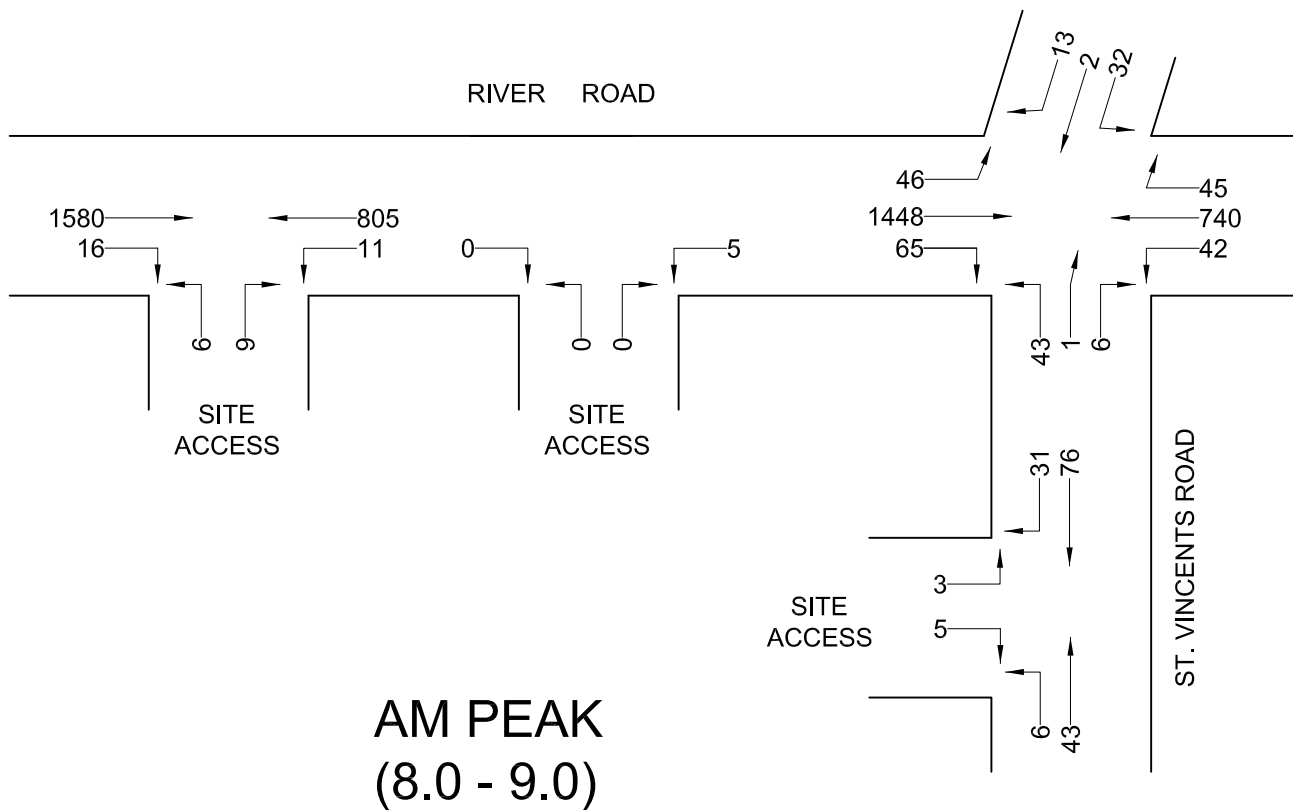 RIVER ROAD
13
2
32
46
45
1580
805
1448
740
16
11
0
5
65
42
6
9
0
0
43
1
6
SITE
ACCESS
SITE
ACCESS
31
76
3
SITE
ACCESS
5
6
43
ST. VINCENTS ROAD
AM PEAK
(8.0 - 9.0)